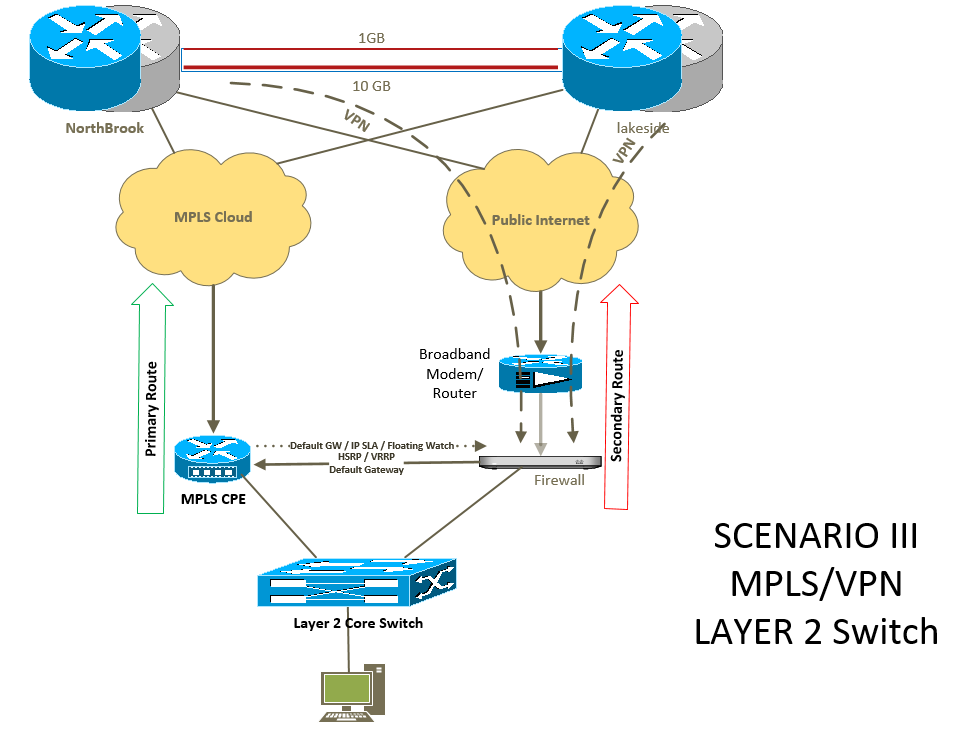 1GB
10 GB
NorthBrook
lakeside
VPN
VPN
MPLS Cloud
Public Internet
Broadband
Modem/
Router
Primary Route
Secondary Route
Default GW / IP SLA / Floating Watch
HSRP / VRRP
Default Gateway
MPLS CPE
Firewall
Layer 2 Core Switch
SCENARIO III
MPLS/VPN
LAYER 2 Switch